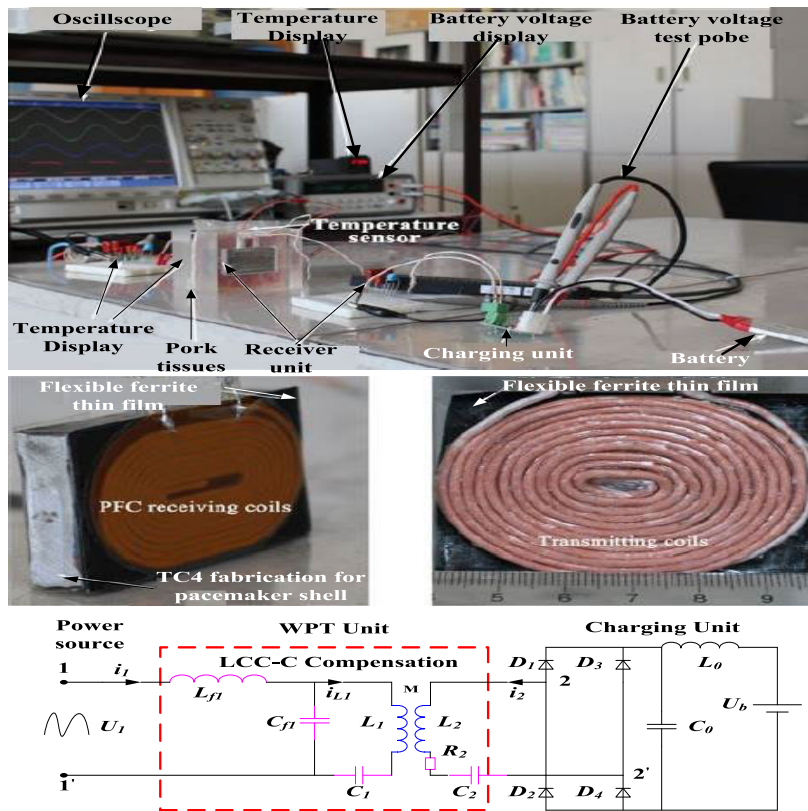 Oscillscope
Temperature
Display
Battery voltage
display
Battery voltage
test pobe
Temperature
sensor
Temperature
Display
Pork
tissues
Receiver
unit
Charging unit
Battery
Flexible ferrite
thin film
PFC receiving coils
TC4 fabrication for
pacemaker shell
Flexible ferrite thin film
Transmitting coils
5 6 7 8 9
Power
source
WPT Unit
Charging Unit
LCC-C Compensation
1 i1 Lf1 iL1 M i2 2 D1 D3 L0
U1 Cf1 L1 L2 R2 C0 Ub
1' C1 C2 D2 D4 2'